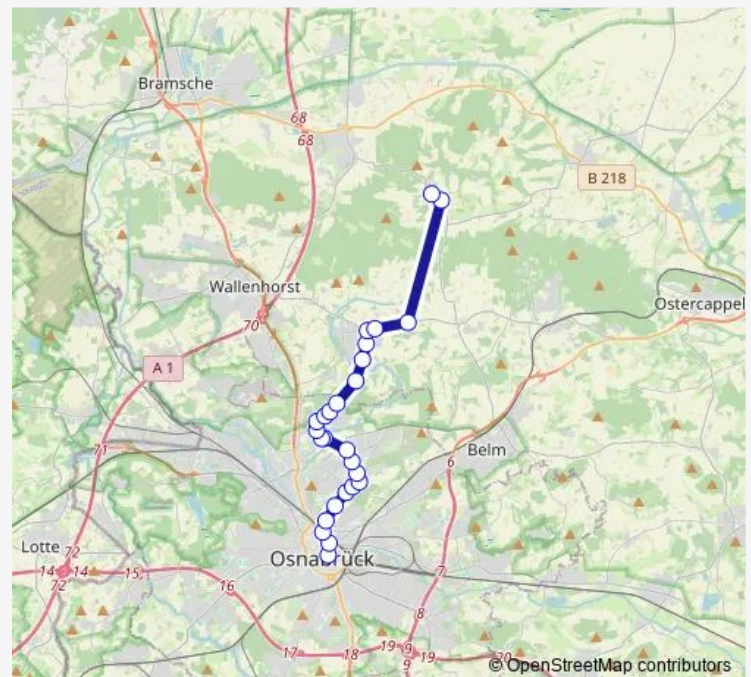 Bramsche
68
68
B 218
Wallenhorst
70
Ostercappel
A 1
71
Belm
6
Lotte
72
14
14
72
15
16
Osnabrück
7
8
17
18
19
9
9
19
20
© OpenStreetMap contributors